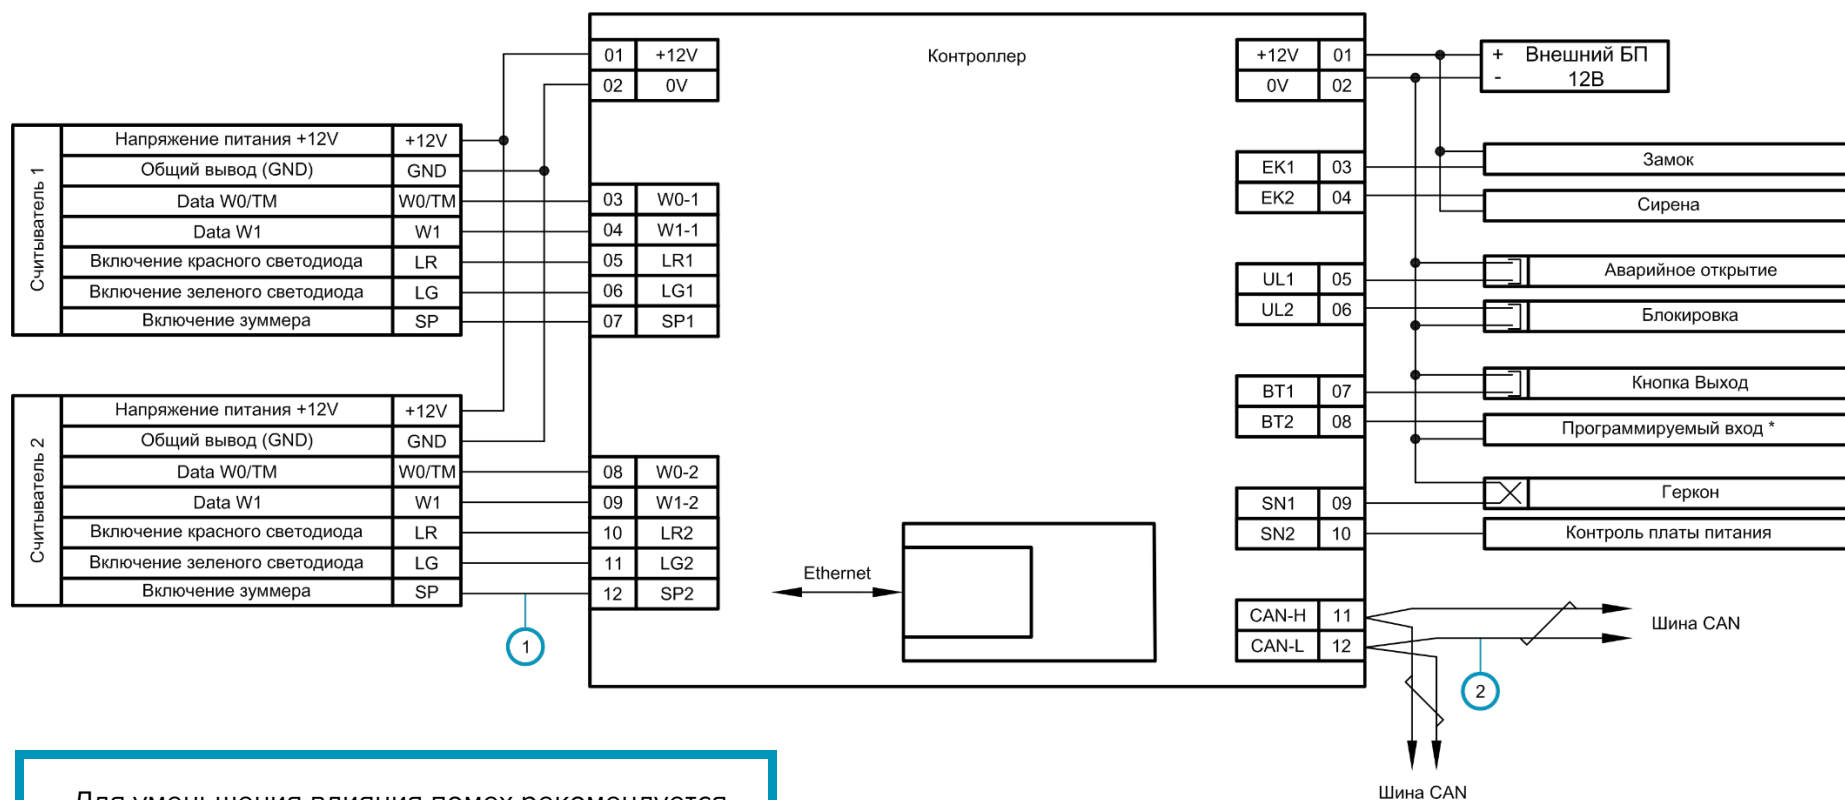 Контроллер
01 +12V
02 0V
03 W0-1
04 W1-1
05 LR1
06 LG1
07 SP1
08 W0-2
09 W1-2
10 LR2
11 LG2
12 SP2
Считыватель 1
Напряжение питания +12V +12V
Общий вывод (GND) GND
Data W0/TM W0/TM
Data W1 W1
Включение красного светодиода LR
Включение зеленого светодиода LG
Включение зуммера SP
Считыватель 2
Напряжение питания +12V +12V
Общий вывод (GND) GND
Data W0/TM W0/TM
Data W1 W1
Включение красного светодиода LR
Включение зеленого светодиода LG
Включение зуммера SP
1
Ethernet
+12V 01
0V 02
EK1 03
EK2 04
UL1 05
UL2 06
BT1 07
BT2 08
SN1 09
SN2 10
CAN-H 11
CAN-L 12
+ Внешний БП
- 12В
Замок
Сирена
Аварийное открытие
Блокировка
Кнопка Выход
Программируемый вход *
Геркон
Контроль платы питания
Шина CAN
2
Шина CAN
Для уменьшения влияния помех рекомендуется